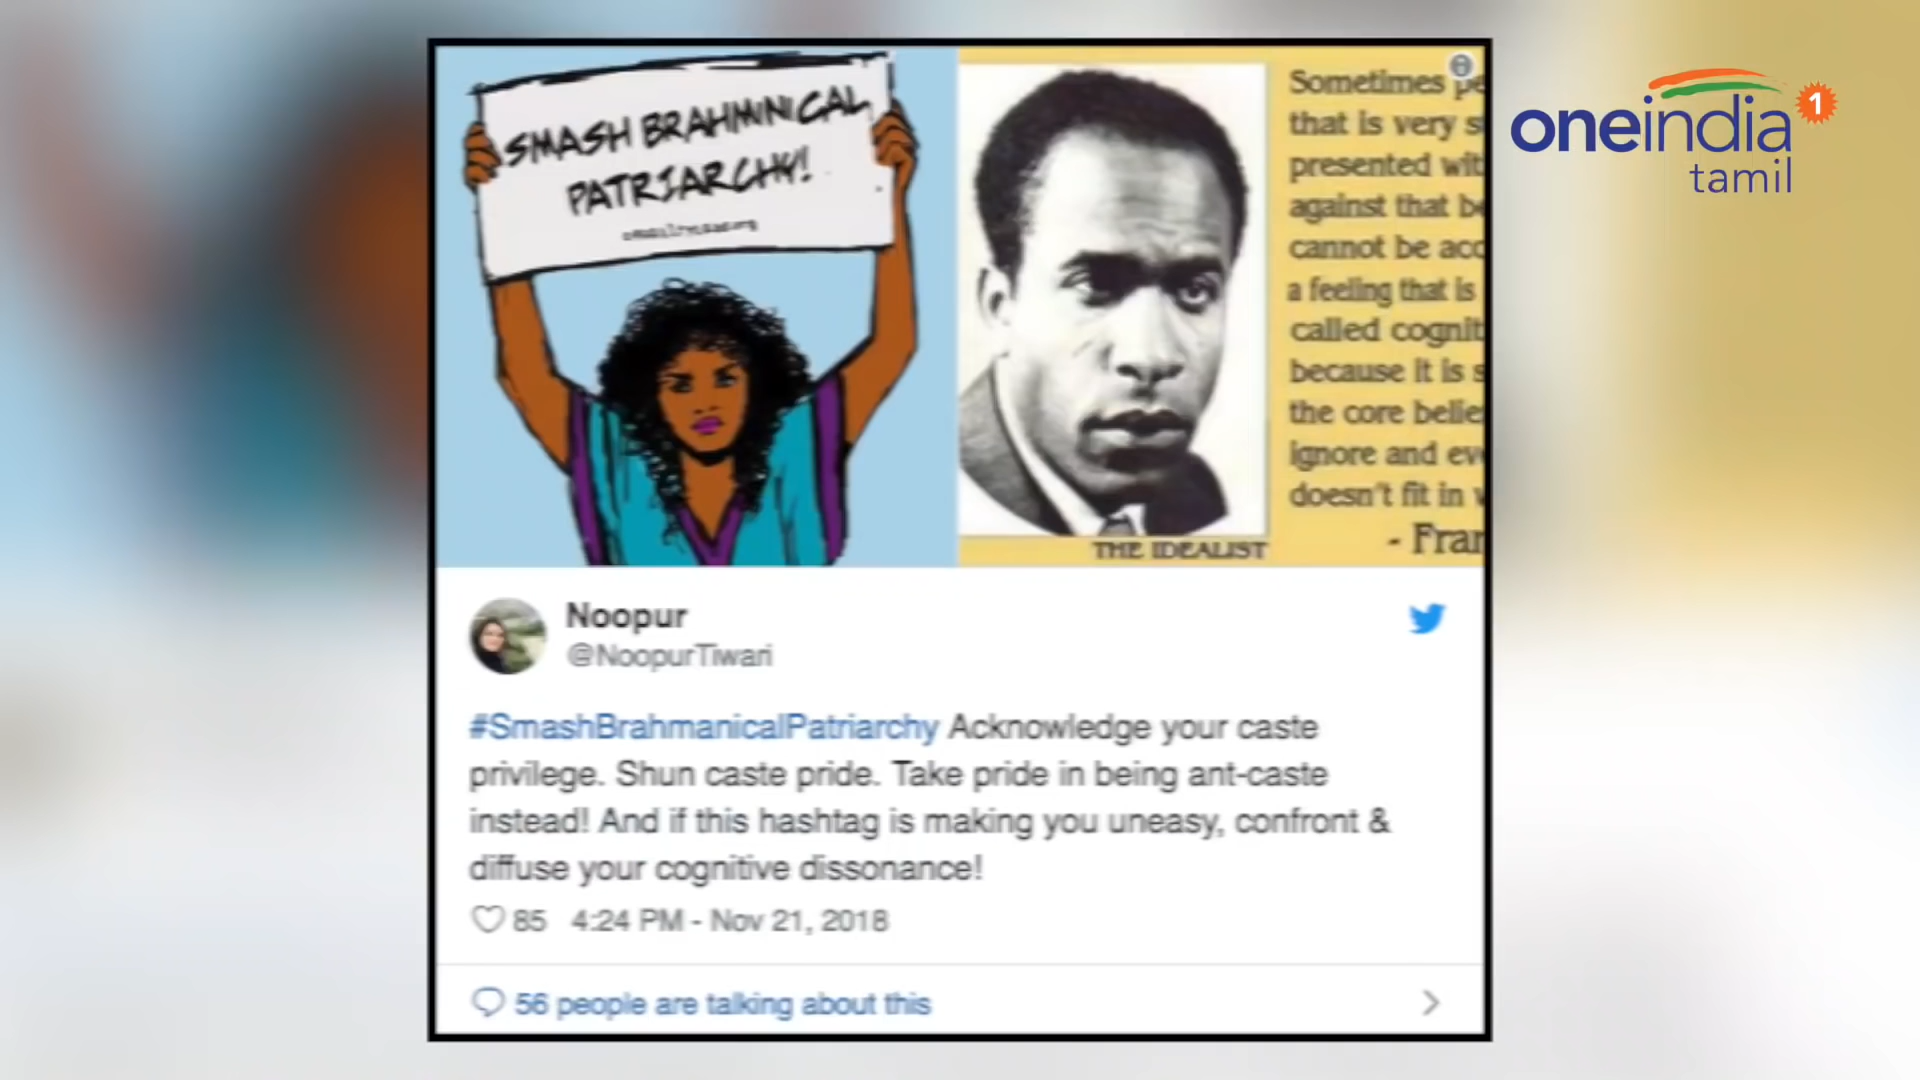 SMASH BRAHMINICAL
PATRIARCHY!
Sometimes pe
that is very s
presented wit
against that be
cannot be acc
a feeling that is
called cognit
because it is s
the core belie
ignore and eve
doesn't fit in w
- Fran
THE IDEALIST
oneindia 1
tamil
Noopur
@NoopurTiwari
#SmashBrahmanicalPatriarchy Acknowledge your caste
privilege. Shun caste pride. Take pride in being ant-caste
instead! And if this hashtag is making you uneasy, confront &
diffuse your cognitive dissonance!
85 4:24 PM - Nov 21, 2018
56 people are talking about this